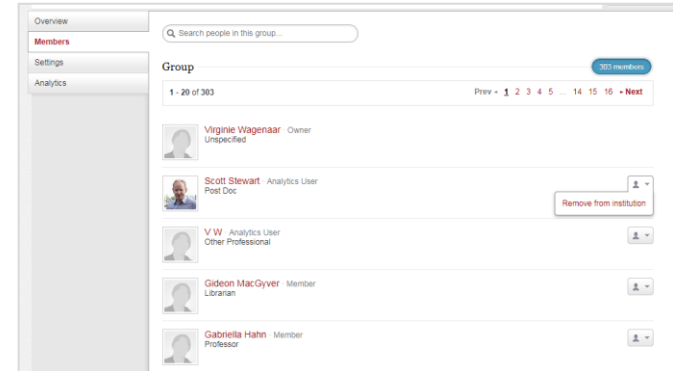 Overview
Members
Settings
Analytics
Search people in this group...
Group
303 members
1 - 20 of 303
Prev • 1 2 3 4 5 ... 14 15 16 • Next
Virginie Wagenaar · Owner
Unspecified
Scott Stewart · Analytics User
Post Doc
Remove from institution
V W · Analytics User
Other Professional
Gideon MacGyver · Member
Librarian
Gabriella Hahn · Member
Professor